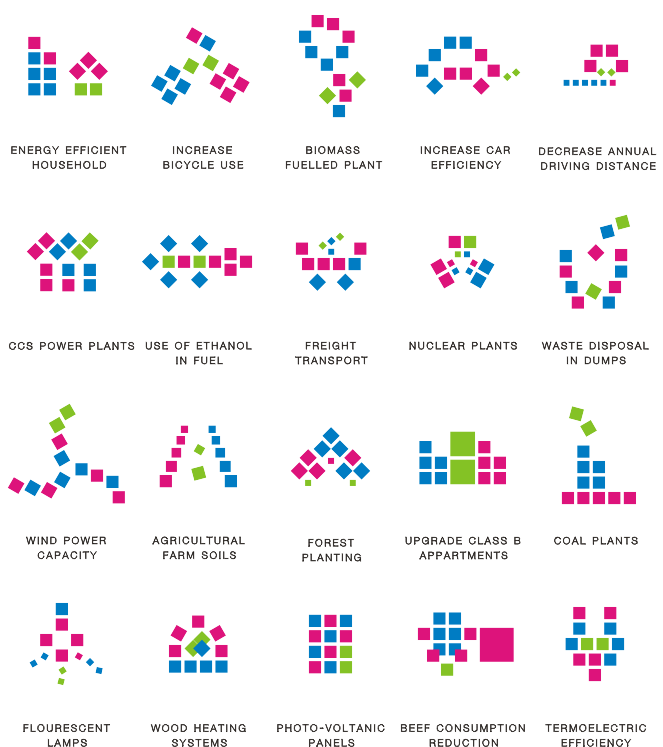 ENERGY EFFICIENT
HOUSEHOLD
INCREASE
BICYCLE USE
BIOMASS
FUELLED PLANT
INCREASE CAR
EFFICIENCY
DECREASE ANNUAL
DRIVING DISTANCE
CCS POWER PLANTS
USE OF ETHANOL
IN FUEL
FREIGHT
TRANSPORT
NUCLEAR PLANTS
WASTE DISPOSAL
IN DUMPS
WIND POWER
CAPACITY
AGRICULTURAL
FARM SOILS
FOREST
PLANTING
UPGRADE CLASS B
APPARTMENTS
COAL PLANTS
FLOURESCENT
LAMPS
WOOD HEATING
SYSTEMS
PHOTO-VOLTANIC
PANELS
BEEF CONSUMPTION
REDUCTION
TERMOELECTRIC
EFFICIENCY